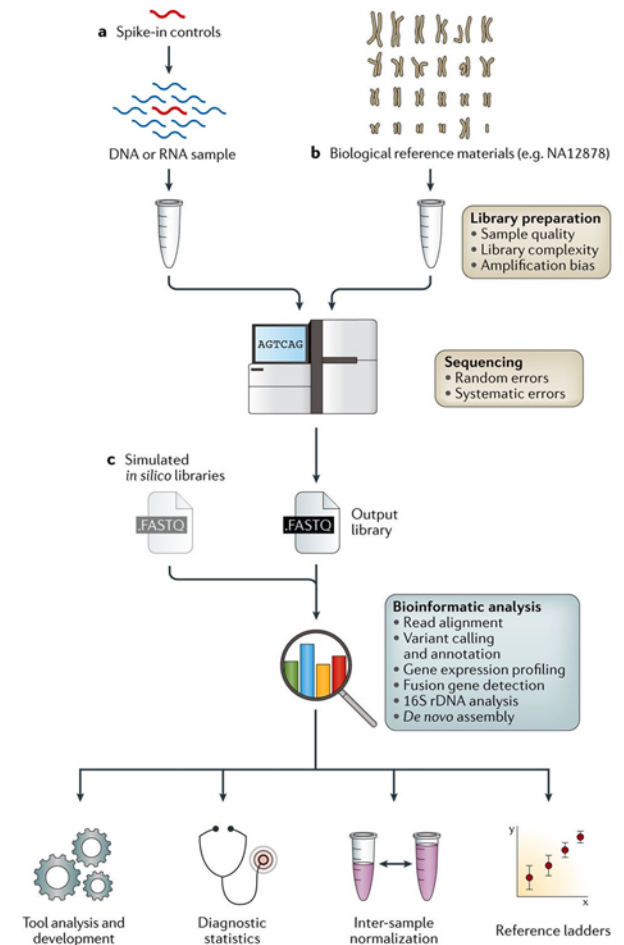 a Spike-in controls
DNA or RNA sample
b Biological reference materials (e.g. NA12878)
Library preparation
• Sample quality
• Library complexity
• Amplification bias
AGTCAG
Sequencing
• Random errors
• Systematic errors
c Simulated
in silico libraries
.FASTQ
.FASTQ
Output
library
Bioinformatic analysis
• Read alignment
• Variant calling
and annotation
• Gene expression profiling
• Fusion gene detection
• 16S rDNA analysis
• De novo assembly
Tool analysis and
development
Diagnostic
statistics
Inter-sample
normalization
y
x
Reference ladders